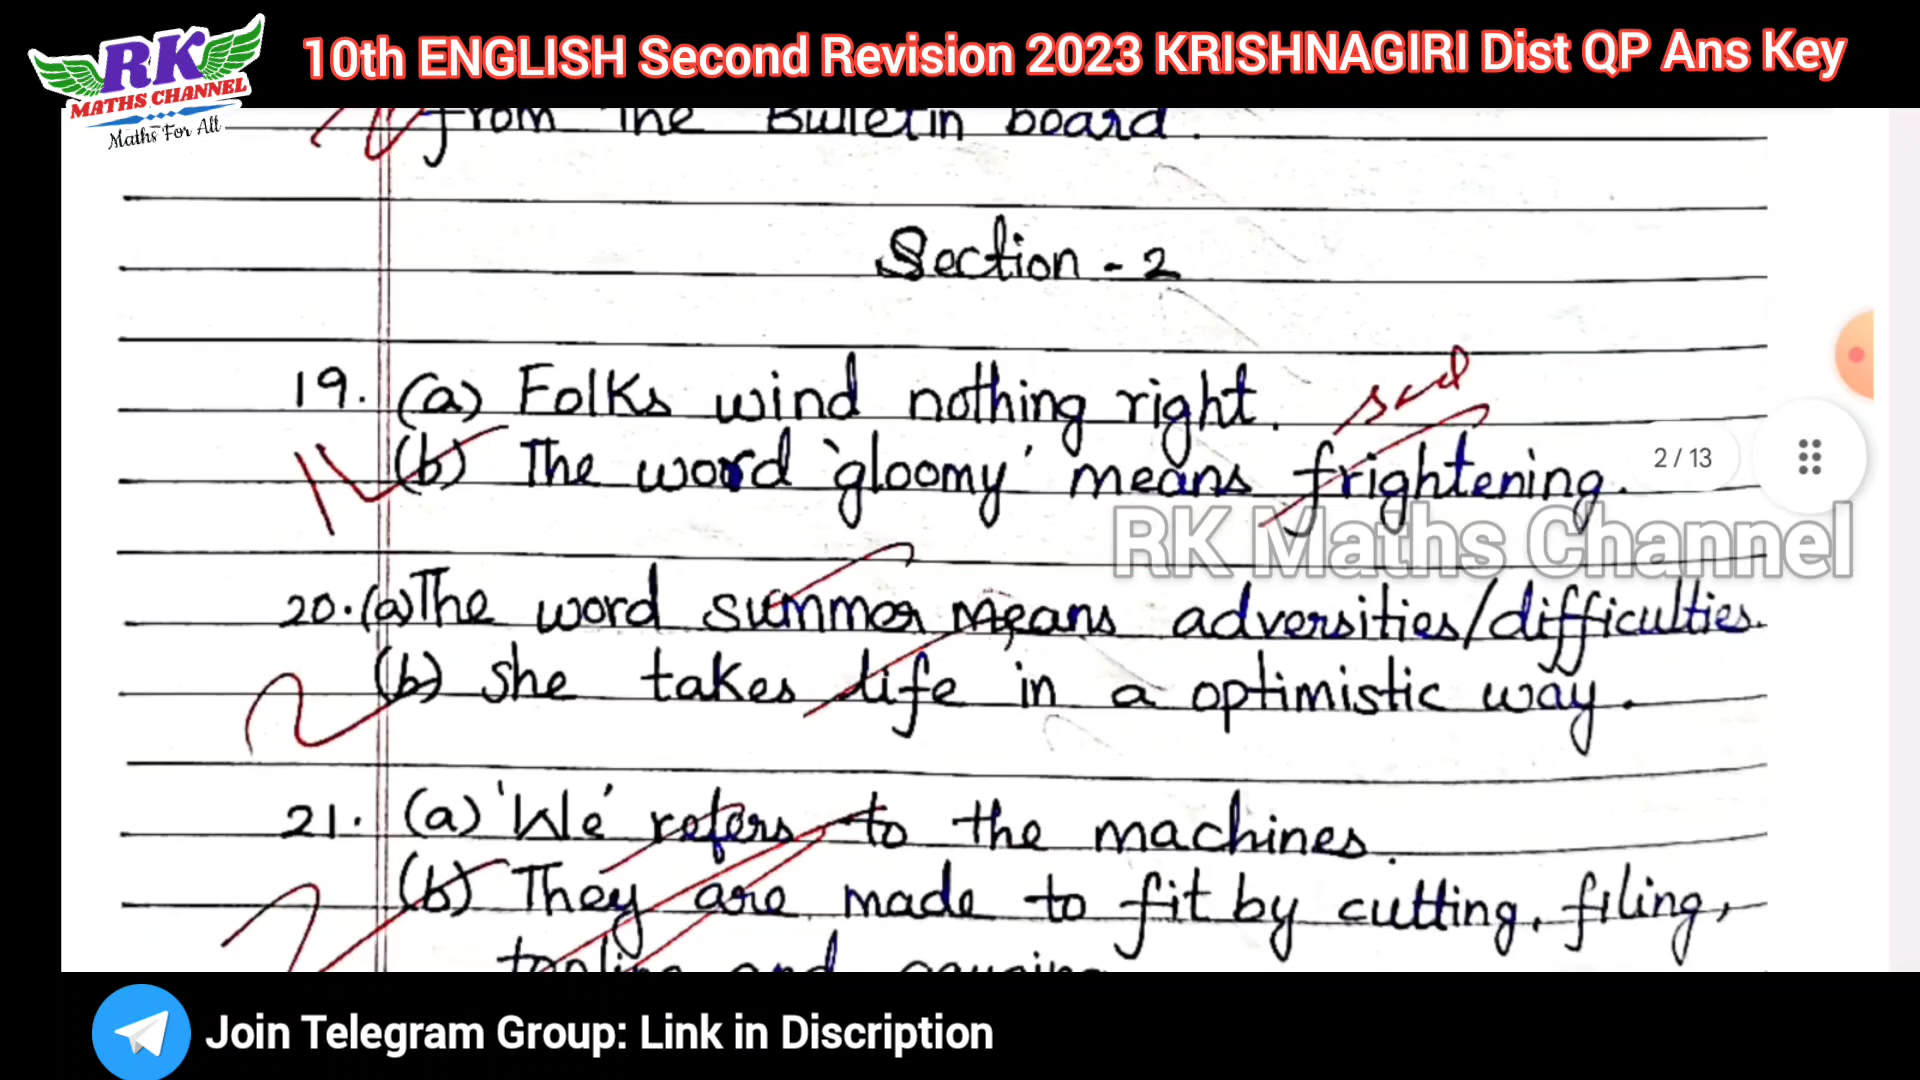 RK
MATHS CHANNEL
Maths For All
10th ENGLISH Second Revision 2023 KRISHNAGIRI Dist QP Ans Key
from the Bulletin board.
Section - 2
19. (a) Folks wind nothing right.
sad
(b) The word 'gloomy' means frightening.
2 / 13
RK Maths Channel
20. (a) The word summer means adversities/difficulties.
(b) she takes life in a optimistic way.
21. (a) 'We' refers to the machines.
(b) They are made to fit by cutting, filing,
and
Join Telegram Group: Link in Discription